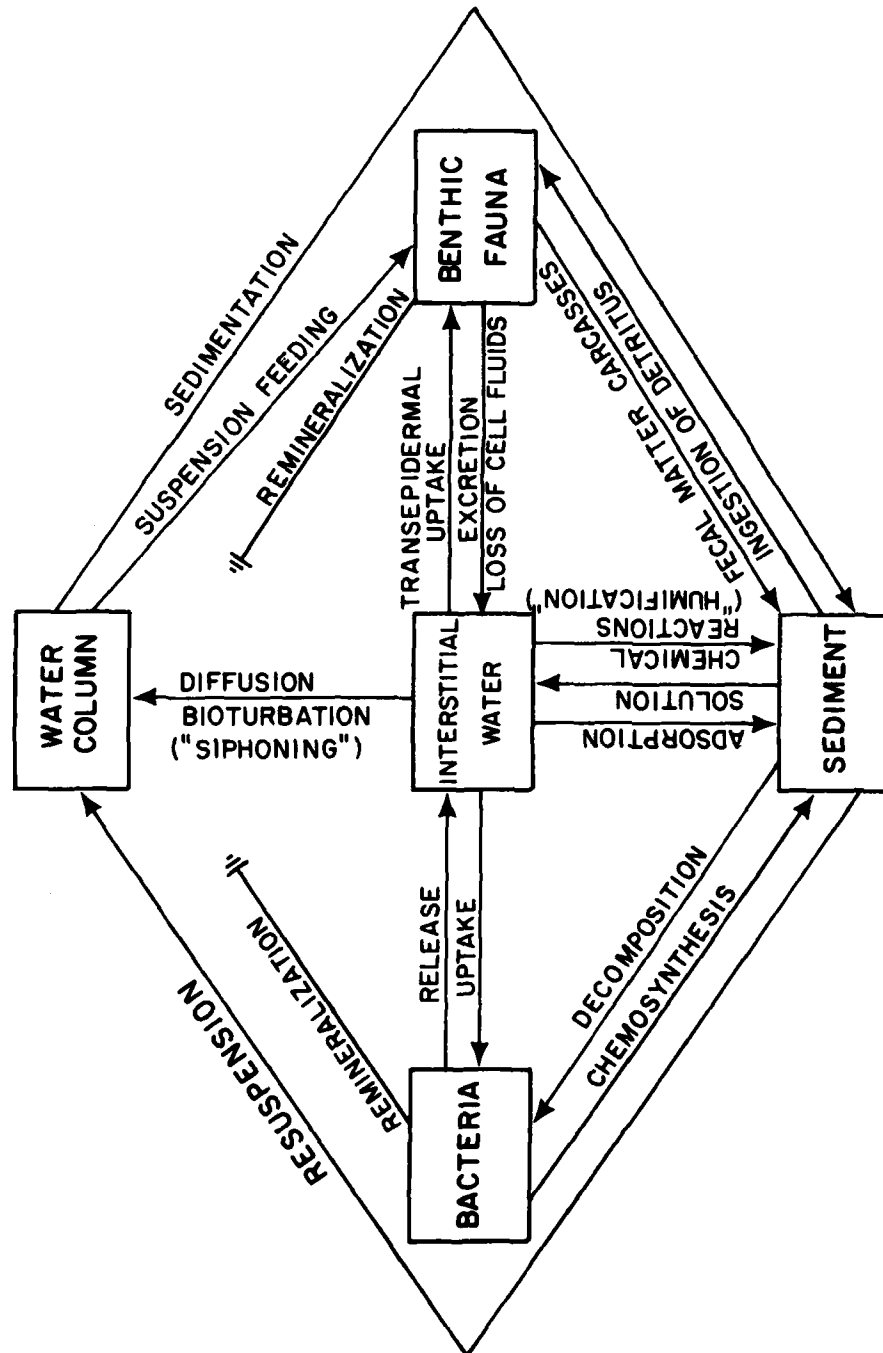 WATER
COLUMN
SEDIMENTATION
SUSPENSION FEEDING
REMINERALIZATION
RESUSPENSION
REMINERALIZATION
DIFFUSION
BIOTURBATION
("SIPHONING")
BACTERIA
RELEASE
UPTAKE
INTERSTITIAL
WATER
TRANSEPIDERMAL
UPTAKE
EXCRETION
LOSS OF CELL FLUIDS
BENTHIC
FAUNA
DECOMPOSITION
CHEMOSYNTHESIS
ADSORPTION
SOLUTION
CHEMICAL
REACTIONS
("HUMIFICATION")
FECAL MATTER CARCASSES
INGESTION OF DETRITUS
SEDIMENT